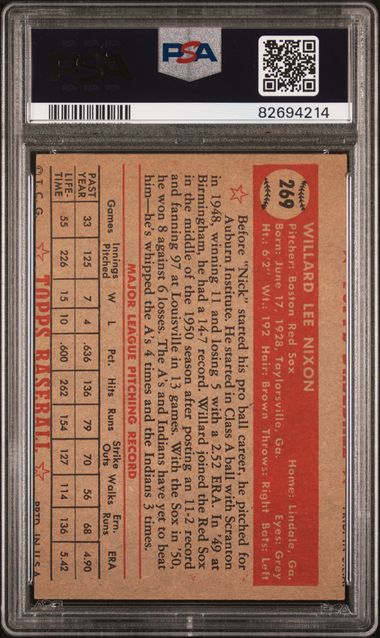 PSA
PSA
82694214
269
WILLARD LEE NIXON
Pitcher: Boston Red Sox Home: Lindale, Ga.
Born: June 17, 1928, Taylorsville, Ga. Eyes: Grey
Ht.: 6'2" Wt.: 192 Hair: Brown Throws: Right Bats: Left
Before "Nick" started his pro ball career, he pitched for
Auburn Institute. He started in Class A ball with Scranton
in 1948, winning 11 and losing 5 with a 2.52 ERA. In '49 at
Birmingham, he had a 14-7 record. Willard joined the Red Sox
in the middle of the 1950 season after posting an 11-2 record
and fanning 97 at Louisville in 13 games. With the Sox in '50,
he won 8 against 6 losses. The A's and Indians have yet to beat
him—he's whipped the A's 4 times and the Indians 3 times.
MAJOR LEAGUE PITCHING RECORD
Games Innings Pitched W L Pct. Hits Runs Strike Outs Walks Ern. Runs ERA
PAST YEAR 33 125 7 4 .636 136 79 70 56 68 4.90
LIFE-TIME 55 226 15 10 .600 262 154 127 114 136 5.42
©T.C.G. TOPPS BASEBALL PRTD. IN U.S.A.